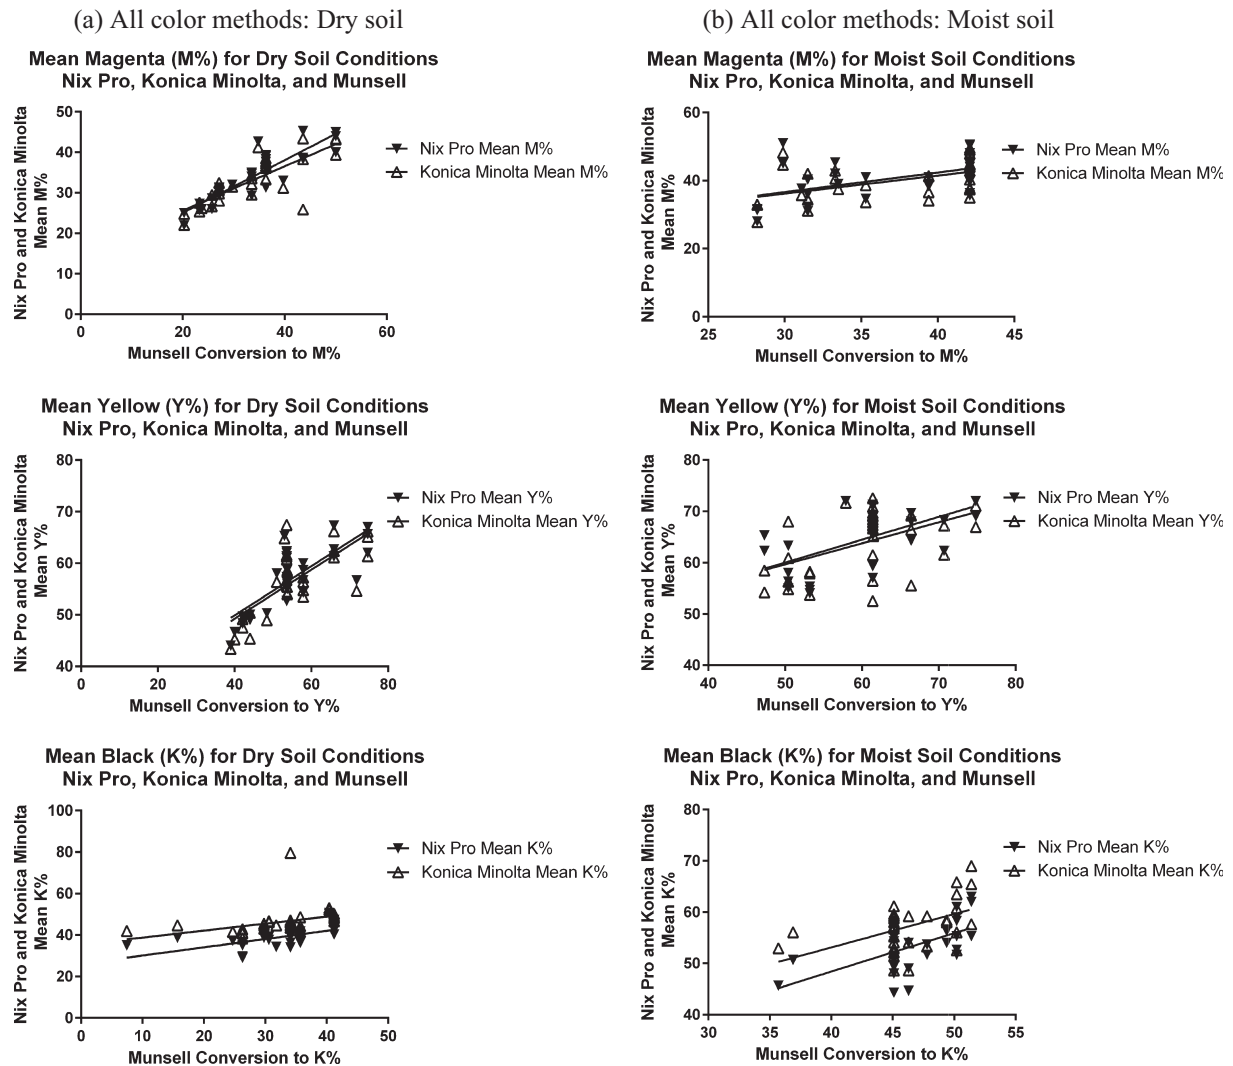 (a) All color methods: Dry soil
(b) All color methods: Moist soil
Mean Magenta (M%) for Dry Soil Conditions
Nix Pro, Konica Minolta, and Munsell
Nix Pro and Konica Minolta
Mean M%
50
40
30
20
10
0
0
20
40
60
Munsell Conversion to M%
Nix Pro Mean M%
Konica Minolta Mean M%
Mean Magenta (M%) for Moist Soil Conditions
Nix Pro, Konica Minolta, and Munsell
Nix Pro and Konica Minolta
Mean M%
60
40
20
0
25
30
35
40
45
Munsell Conversion to M%
Nix Pro Mean M%
Konica Minolta Mean M%
Mean Yellow (Y%) for Dry Soil Conditions
Nix Pro, Konica Minolta, and Munsell
Nix Pro and Konica Minolta
Mean Y%
80
70
60
50
40
0
20
40
60
80
Munsell Conversion to Y%
Nix Pro Mean Y%
Konica Minolta Mean Y%
Mean Yellow (Y%) for Moist Soil Conditions
Nix Pro, Konica Minolta, and Munsell
Nix Pro and Konica Minolta
Mean Y%
80
70
60
50
40
40
50
60
70
80
Munsell Conversion to Y%
Nix Pro Mean Y%
Konica Minolta Mean Y%
Mean Black (K%) for Dry Soil Conditions
Nix Pro, Konica Minolta, and Munsell
Nix Pro and Konica Minolta
Mean K%
100
80
60
40
20
0
0
10
20
30
40
50
Munsell Conversion to K%
Nix Pro Mean K%
Konica Minolta Mean K%
Mean Black (K%) for Moist Soil Conditions
Nix Pro, Konica Minolta, and Munsell
Nix Pro and Konica Minolta
Mean K%
80
70
60
50
40
30
35
40
45
50
55
Munsell Conversion to K%
Nix Pro Mean K%
Konica Minolta Mean K%